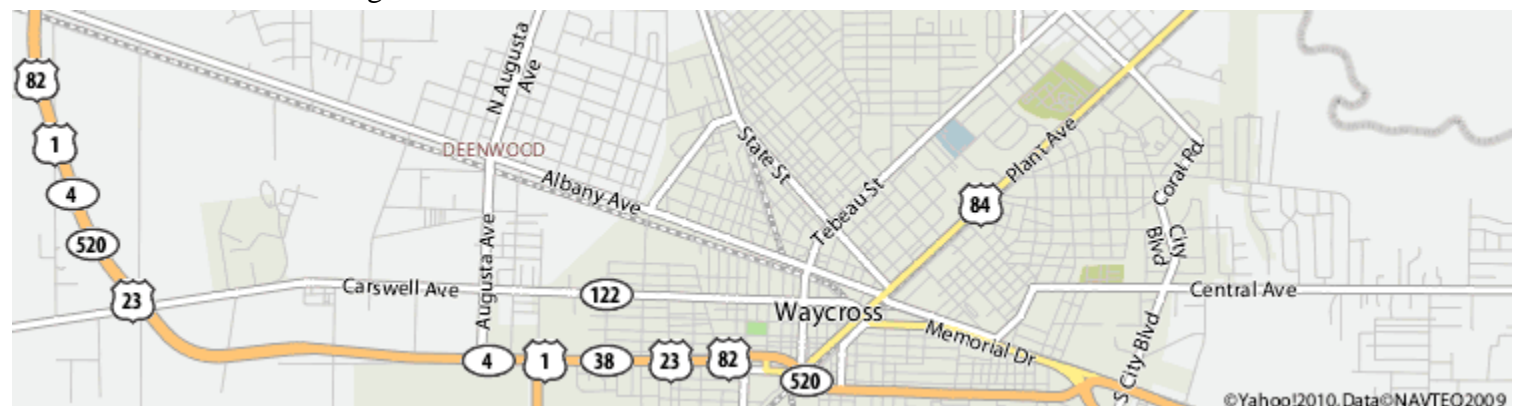 82
N Augusta
Ave
1
DEENWOOD
State St
Plant Ave
4
Albany Ave
Tebeau St
84
Coral Rd
City
Blvd
520
Augusta Ave
23
Carswell Ave
122
Waycross
Central Ave
Memorial Dr
S City Blvd
4
1
38
23
82
520
©Yahoo!2010,Data©NAVTEQ2009